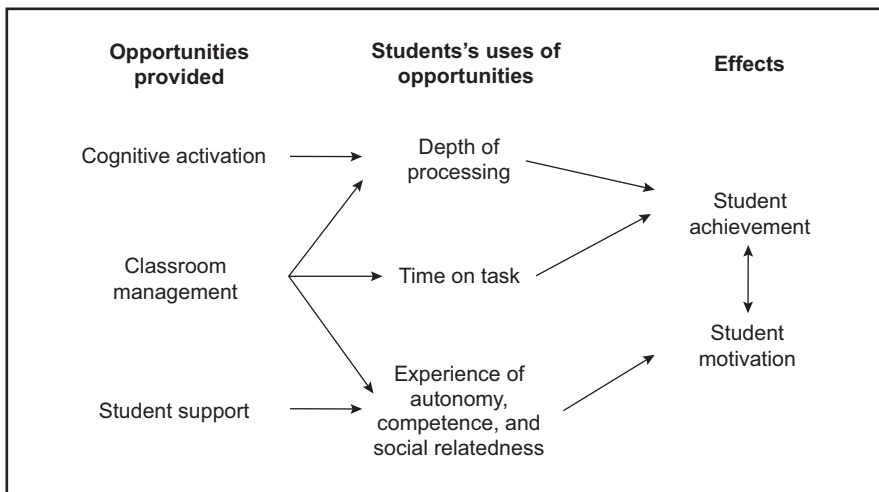 Opportunities
provided
Students's uses of
opportunities
Effects
Cognitive activation
Depth of
processing
Student
achievement
Classroom
management
Time on task
Student
motivation
Student support
Experience of
autonomy,
competence, and
social relatedness